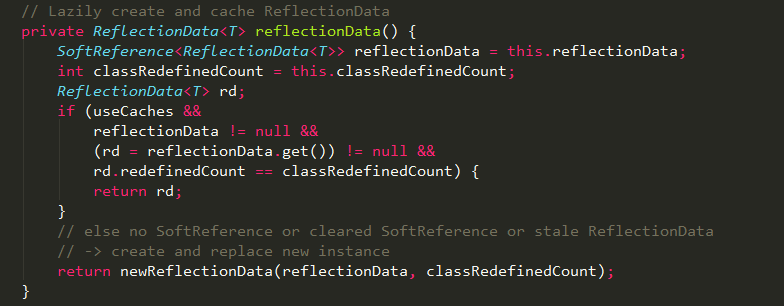 // Lazily create and cache ReflectionData
private ReflectionData<T> reflectionData() {
    SoftReference<ReflectionData<T>> reflectionData = this.reflectionData;
    int classRedefinedCount = this.classRedefinedCount;
    ReflectionData<T> rd;
    if (useCaches &&
        reflectionData != null &&
        (rd = reflectionData.get()) != null &&
        rd.redefinedCount == classRedefinedCount) {
        return rd;
    }
    // else no SoftReference or cleared SoftReference or stale ReflectionData
    // -> create and replace new instance
    return newReflectionData(reflectionData, classRedefinedCount);
}